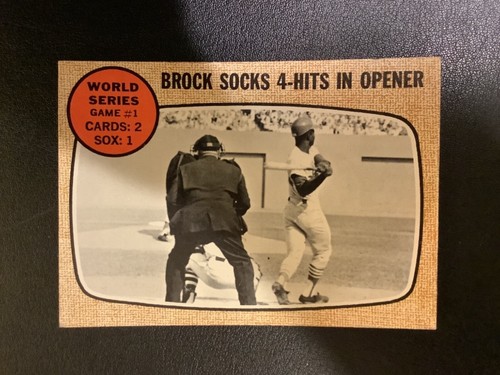 BROCK SOCKS 4-HITS IN OPENER
WORLD
SERIES
GAME #1
CARDS: 2
SOX: 1